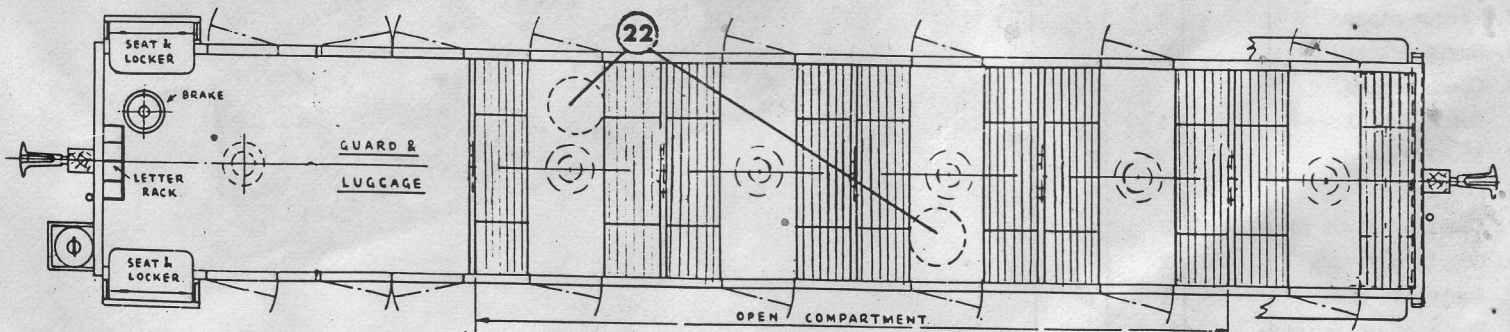 SEAT &
LOCKER
22
BRAKE
GUARD &
LUGGAGE
LETTER
RACK
SEAT &
LOCKER
OPEN COMPARTMENT